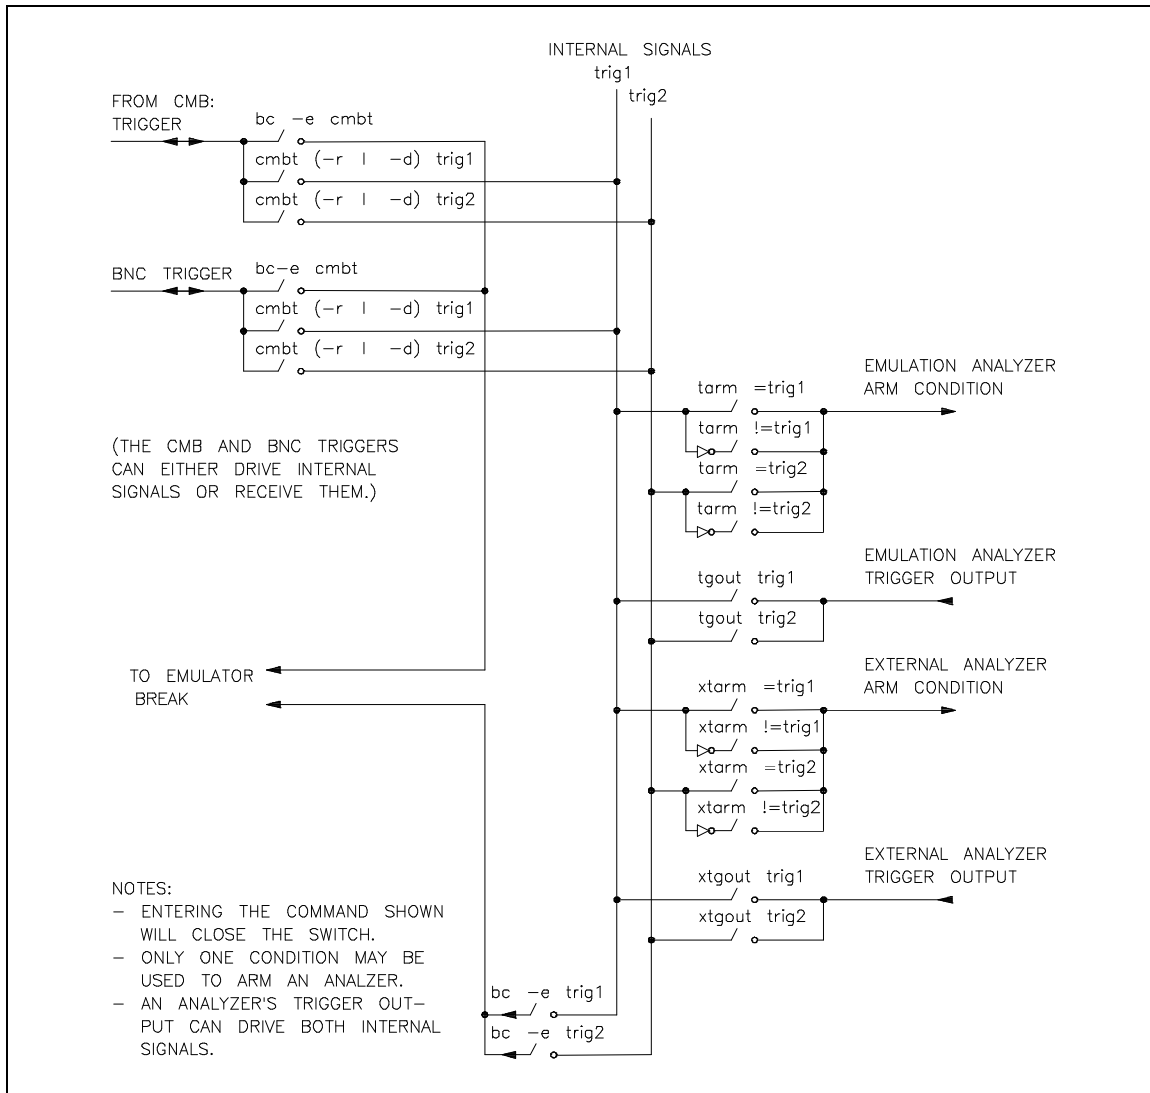 INTERNAL SIGNALS
trig1
trig2
FROM CMB:
TRIGGER
bc -e cmbt
cmbt (-r | -d) trig1
cmbt (-r | -d) trig2
BNC TRIGGER
bc-e cmbt
cmbt (-r | -d) trig1
cmbt (-r | -d) trig2
(THE CMB AND BNC TRIGGERS
CAN EITHER DRIVE INTERNAL
SIGNALS OR RECEIVE THEM.)
tarm =trig1
tarm !=trig1
tarm =trig2
tarm !=trig2
EMULATION ANALYZER
ARM CONDITION
tgout trig1
tgout trig2
EMULATION ANALYZER
TRIGGER OUTPUT
TO EMULATOR
BREAK
xtarm =trig1
xtarm !=trig1
xtarm =trig2
xtarm !=trig2
EXTERNAL ANALYZER
ARM CONDITION
xtgout trig1
xtgout trig2
EXTERNAL ANALYZER
TRIGGER OUTPUT
NOTES:
- ENTERING THE COMMAND SHOWN
WILL CLOSE THE SWITCH.
- ONLY ONE CONDITION MAY BE
USED TO ARM AN ANALZER.
- AN ANALYZER'S TRIGGER OUT-
PUT CAN DRIVE BOTH INTERNAL
SIGNALS.
bc -e trig1
bc -e trig2